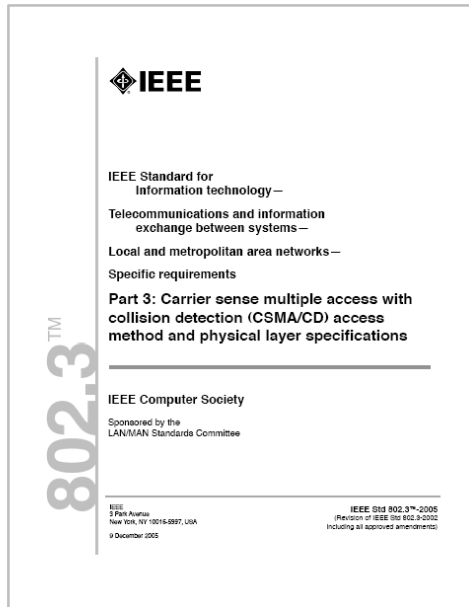 IEEE
IEEE Standard for
Information technology—
Telecommunications and information
exchange between systems—
Local and metropolitan area networks—
Specific requirements
Part 3: Carrier sense multiple access with
collision detection (CSMA/CD) access
method and physical layer specifications
802.3™
IEEE Computer Society
Sponsored by the
LAN/MAN Standards Committee
IEEE
3 Park Avenue
New York, NY 10016-5997, USA
9 December 2005
IEEE Std 802.3™-2005
(Revision of IEEE Std 802.3-2002
including all approved amendments)